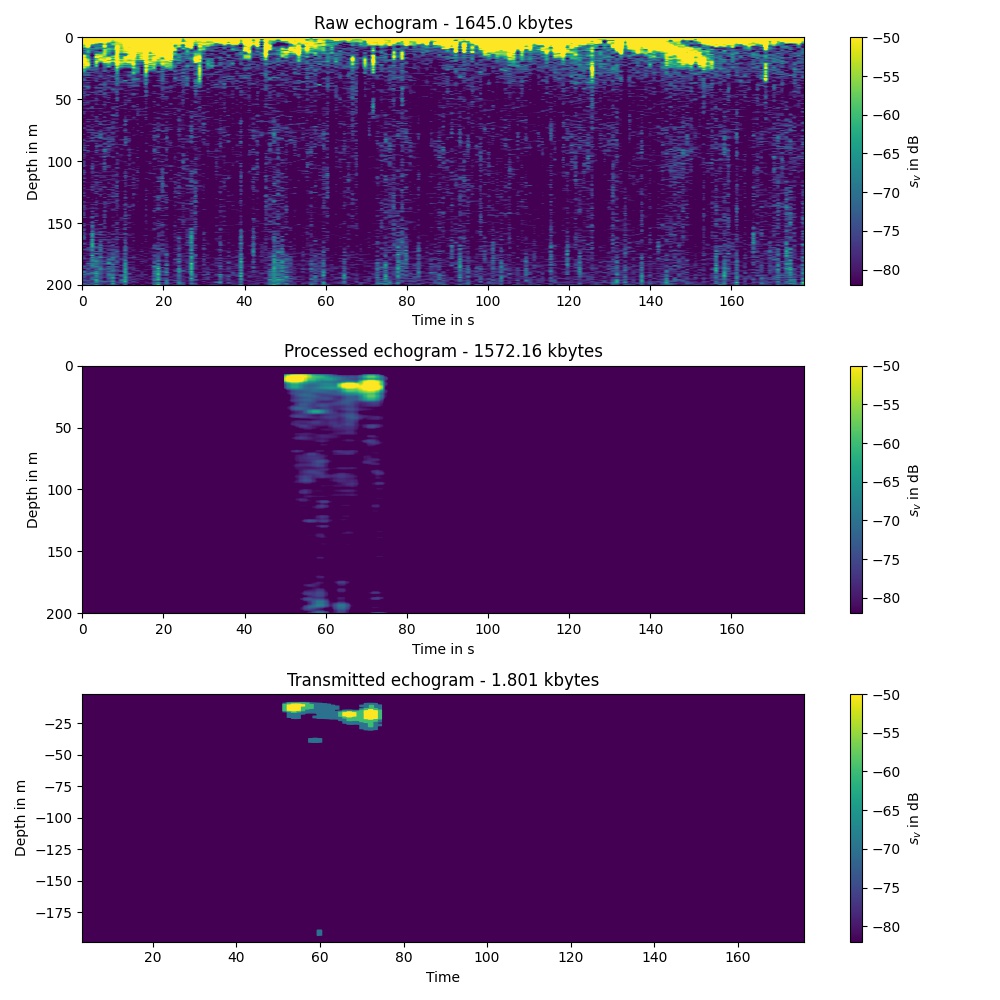 Raw echogram - 1645.0 kbytes
0
50
100
150
200
Depth in m
0 20 40 60 80 100 120 140 160
Time in s
−50
−55
−60
−65
−70
−75
−80
sv in dB
Processed echogram - 1572.16 kbytes
0
50
100
150
200
Depth in m
0 20 40 60 80 100 120 140 160
Time in s
−50
−55
−60
−65
−70
−75
−80
sv in dB
Transmitted echogram - 1.801 kbytes
−25
−50
−75
−100
−125
−150
−175
Depth in m
20 40 60 80 100 120 140 160
Time
−50
−55
−60
−65
−70
−75
−80
sv in dB